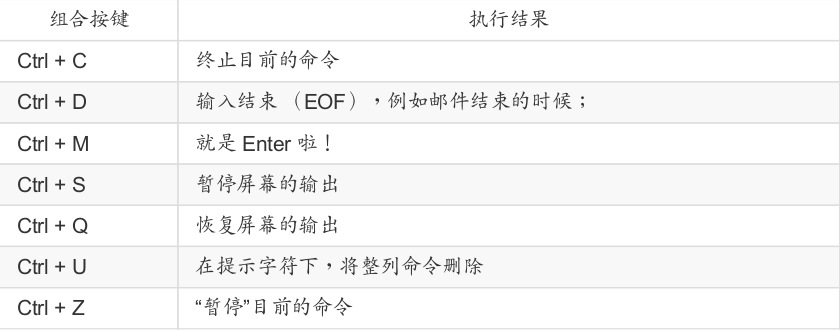 组合按键 执行结果
Ctrl + C 终止目前的命令
Ctrl + D 输入结束 （EOF），例如邮件结束的时候；
Ctrl + M 就是 Enter 啦！
Ctrl + S 暂停屏幕的输出
Ctrl + Q 恢复屏幕的输出
Ctrl + U 在提示字符下，将整列命令删除
Ctrl + Z “暂停”目前的命令